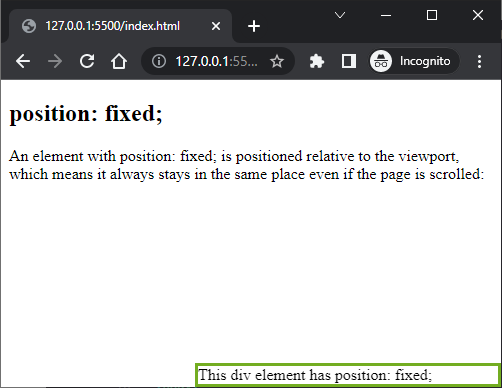 127.0.0.1:5500/index.html
127.0.0.1:55...
Incognito
position: fixed;
An element with position: fixed; is positioned relative to the viewport,
which means it always stays in the same place even if the page is scrolled:
This div element has position: fixed;